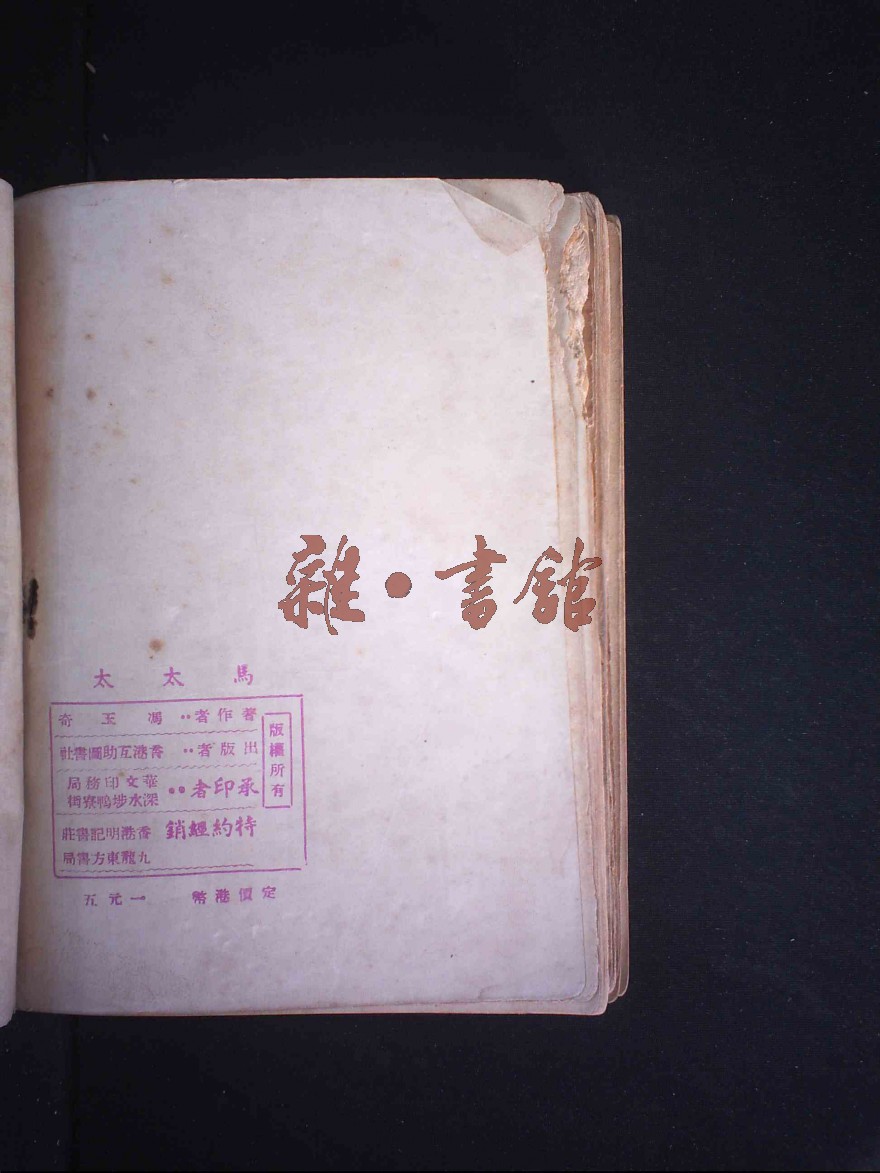 雜·書館
馬太太
版權所有
著作者：馮玉奇
出版者：香港互助圖書社
承印者：華文印務局
深水埗鴨寮街
特約經銷 香港明記書莊
九龍東方書局
定價港幣一元五